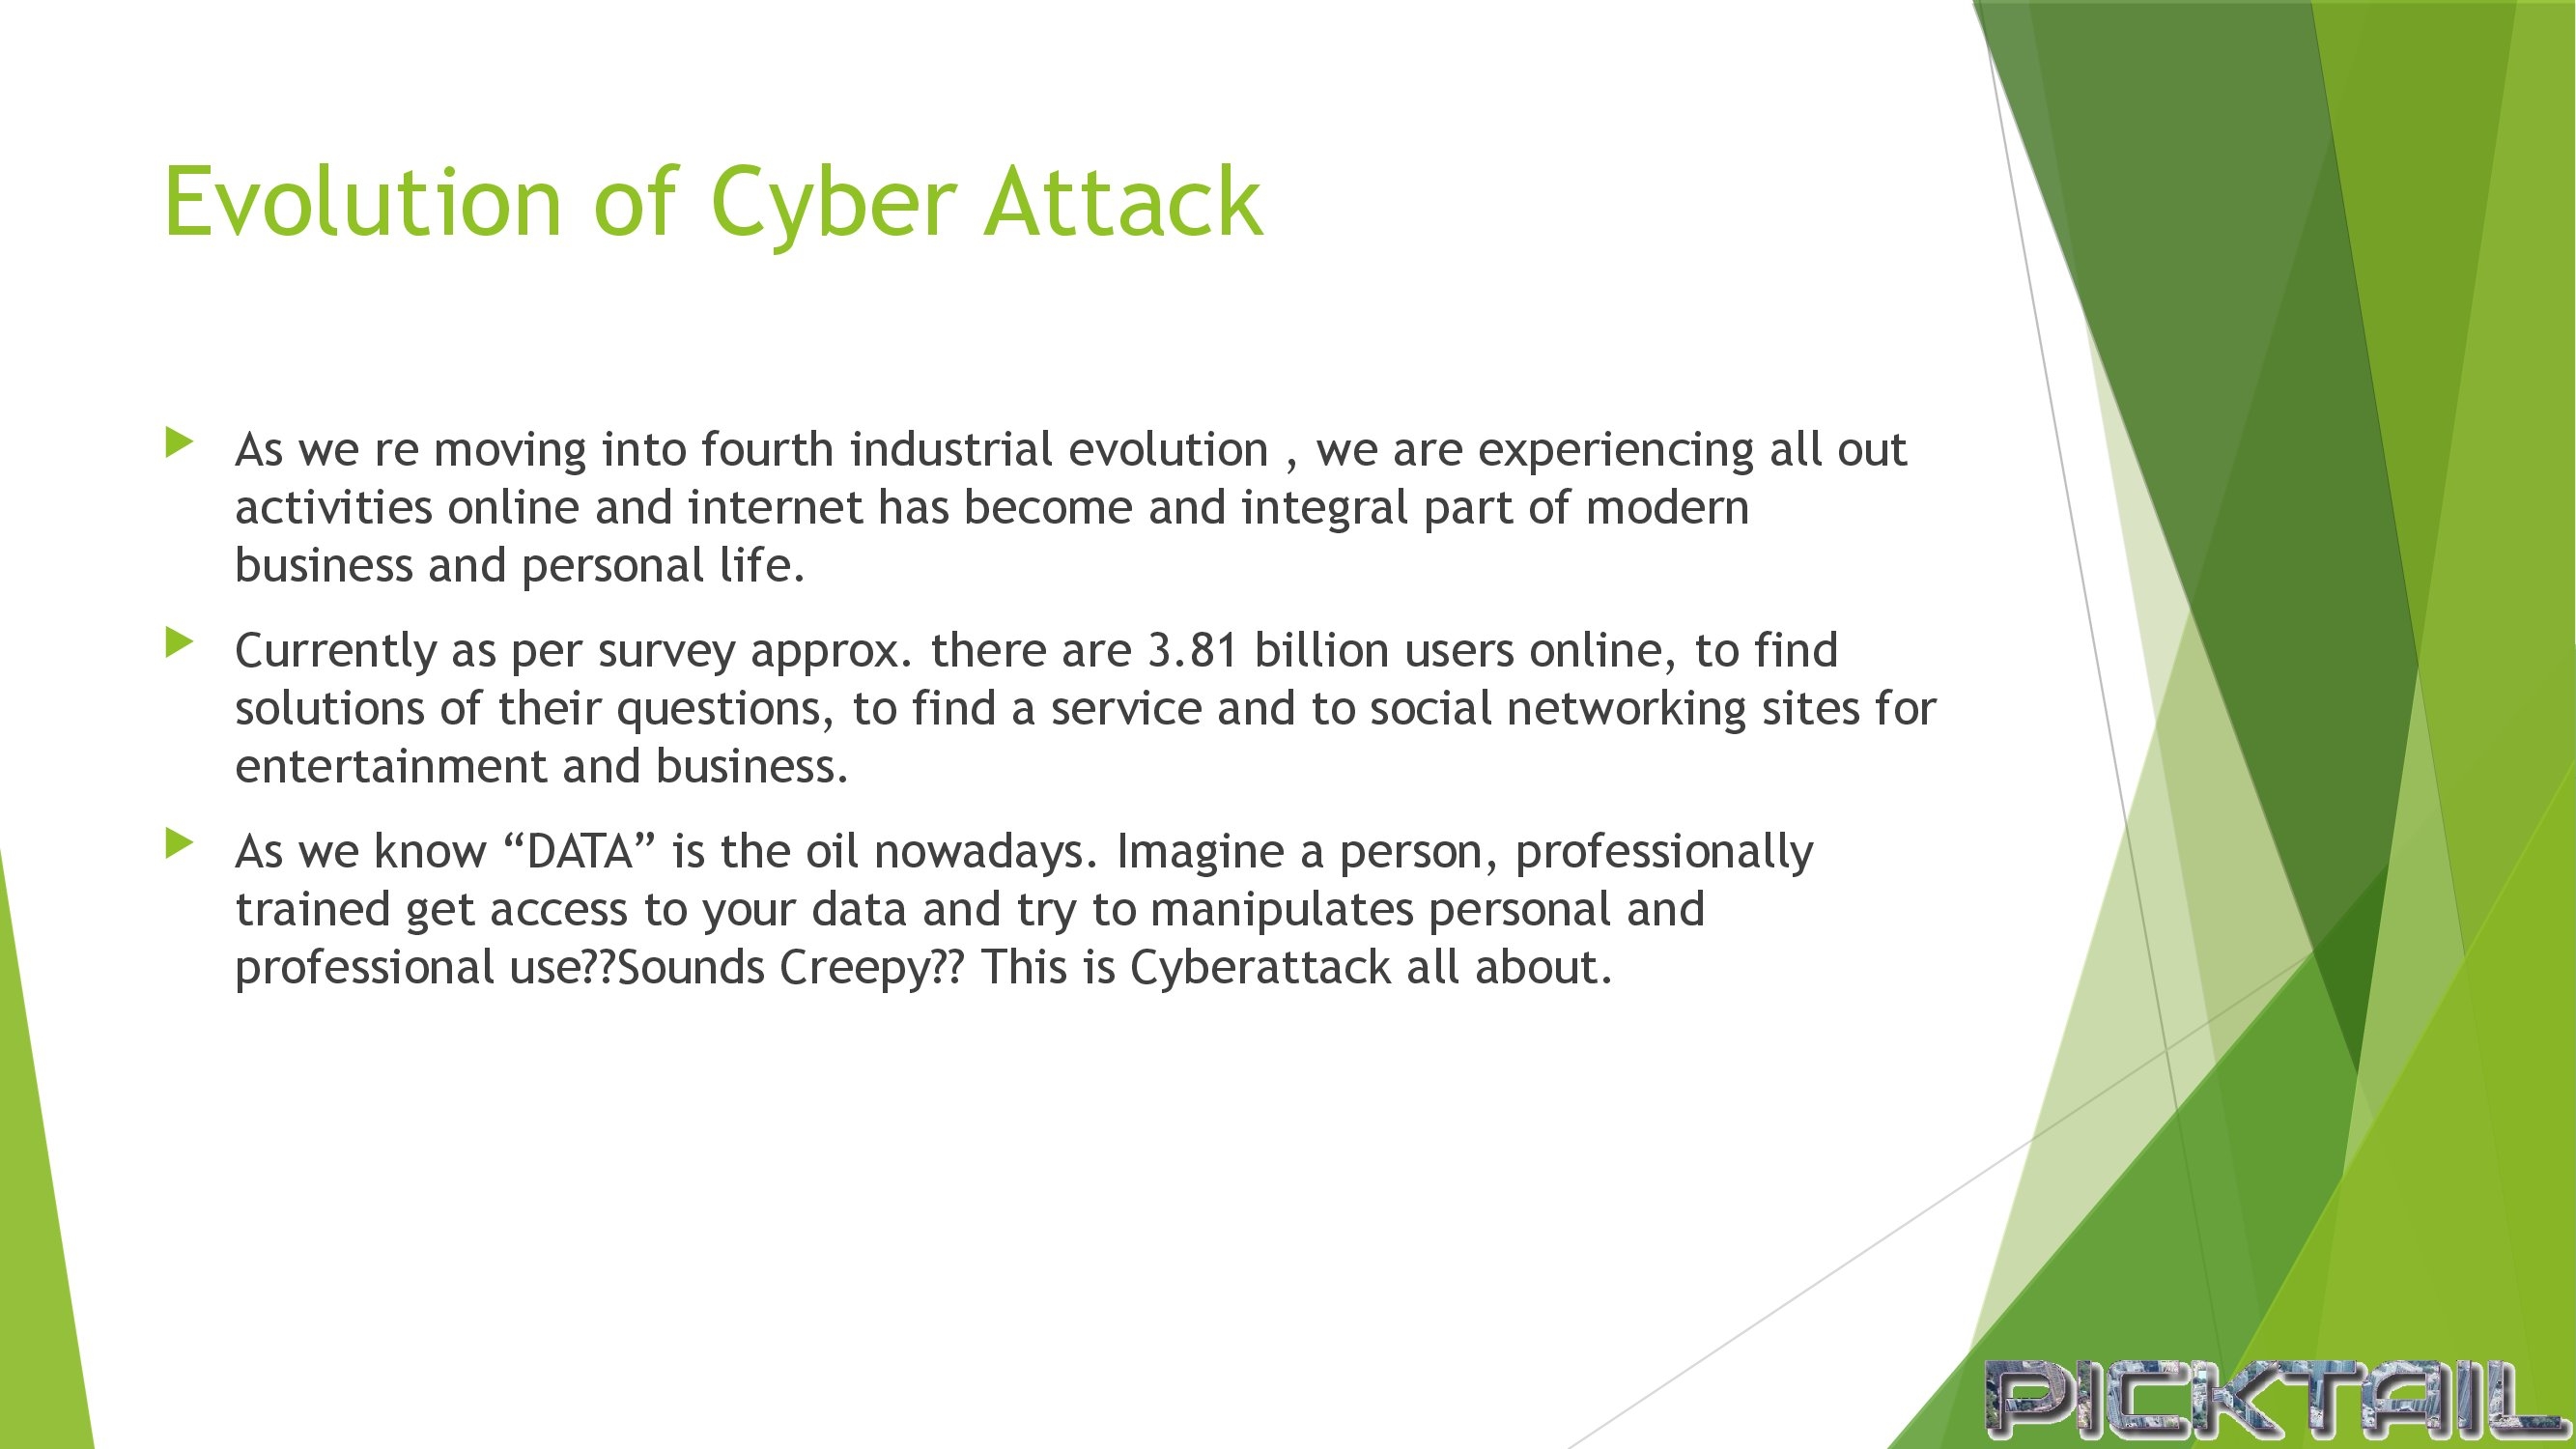 Evolution of Cyber Attack
As we re moving into fourth industrial evolution , we are experiencing all out
activities online and internet has become and integral part of modern
business and personal life.
Currently as per survey approx. there are 3.81 billion users online, to find
solutions of their questions, to find a service and to social networking sites for
entertainment and business.
As we know “DATA” is the oil nowadays. Imagine a person, professionally
trained get access to your data and try to manipulates personal and
professional use??Sounds Creepy?? This is Cyberattack all about.
PICKTAIL